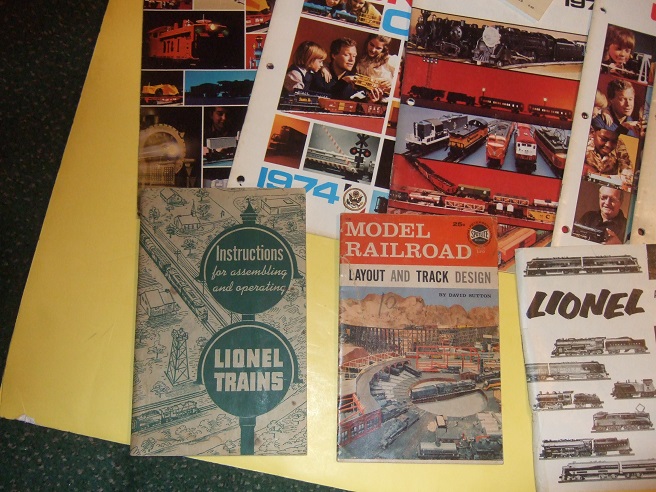 1974
Instructions
for assembling
and operating
LIONEL
TRAINS
25¢
MODEL
RAILROAD
LAYOUT AND TRACK DESIGN
BY DAVID SUTTON
LIONEL